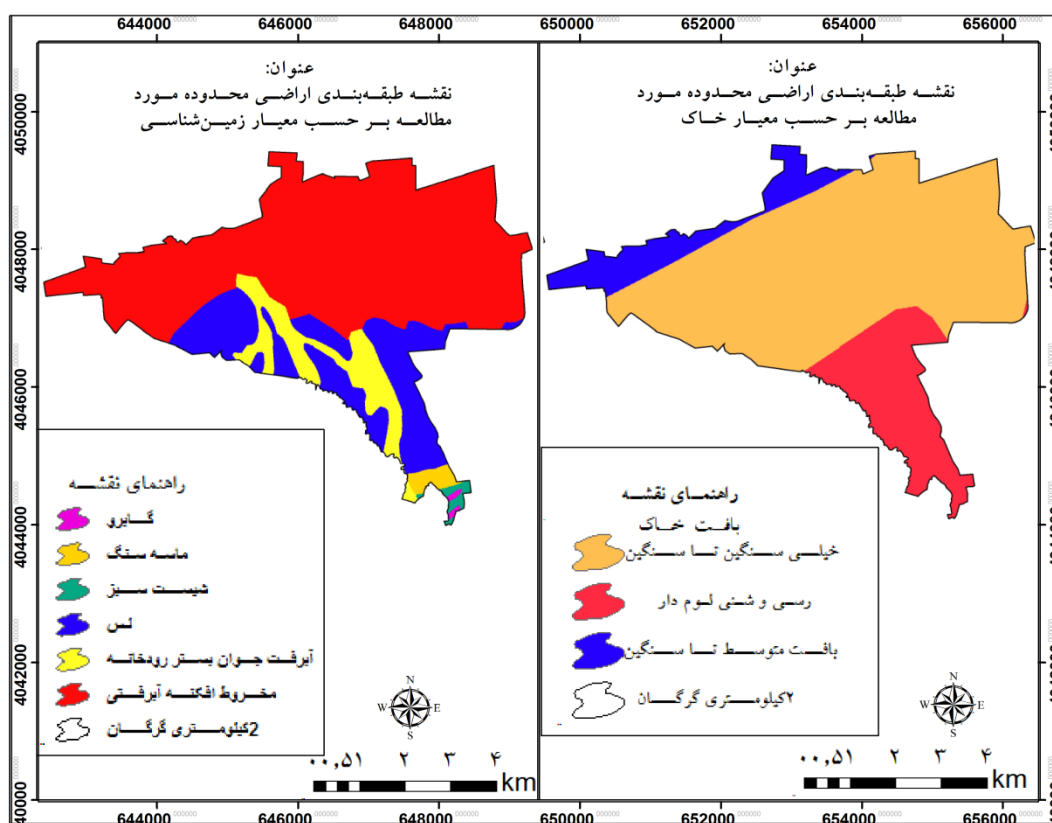 644000 646000 648000 650000 652000 654000 656000
عنوان:
نقشه طبقه‌بندی اراضی محدوده مورد
مطالعه بر حسب معیار زمین‌شناسی
4050000
4048000
4046000
4044000
4042000
راهنمای نقشه
گابرو
ماسه سنگ
شیست سبز
لس
آبرفت جوان بستر رودخانه
مخروط افکنه آبرفتی
2کیلومتری گرگان
N
W E
S
۰۰,۵۱ ۲ ۳ ۴
km
عنوان:
نقشه طبقه‌بندی اراضی محدوده مورد
مطالعه بر حسب معیار خاک
راهنمای نقشه
بافت خاک
خیلی سنگین تا سنگین
رسی و شنی لوم دار
بافت متوسط تا سنگین
۲کیلومتری گرگان
N
W E
S
۰۰,۵۱ ۲ ۳ ۴
km
644000 646000 648000 650000 652000 654000 656000